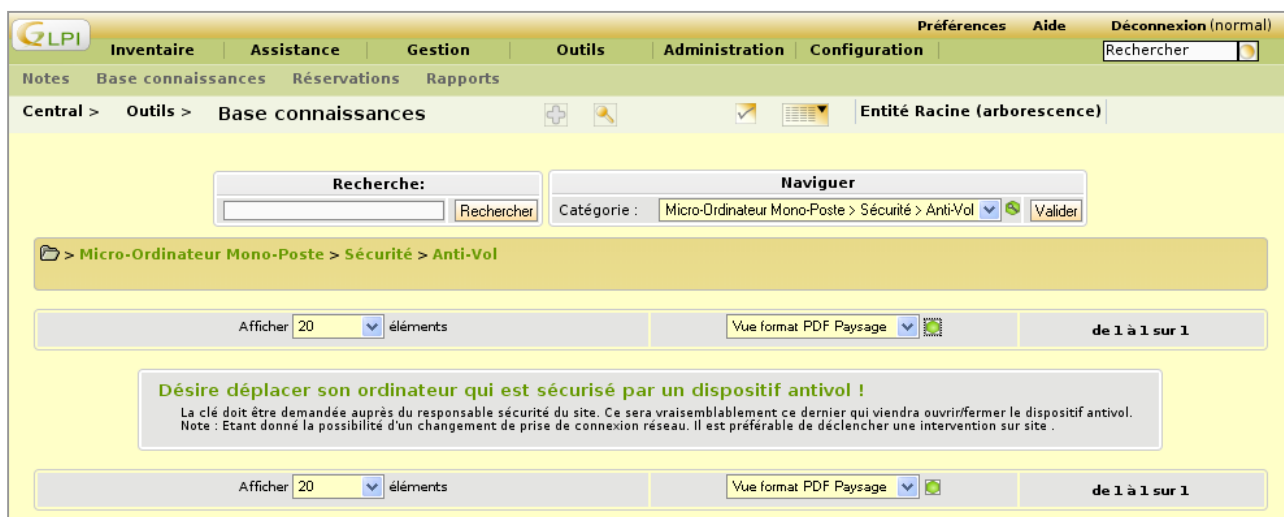 GLPI
Préférences Aide Déconnexion (normal)
Inventaire Assistance Gestion Outils Administration Configuration Rechercher
Notes Base connaissances Réservations Rapports
Central > Outils > Base connaissances Entité Racine (arborescence)
Recherche: Naviguer
Rechercher Catégorie : Micro-Ordinateur Mono-Poste > Sécurité > Anti-Vol Valider
> Micro-Ordinateur Mono-Poste > Sécurité > Anti-Vol
Afficher 20 éléments Vue format PDF Paysage de 1 à 1 sur 1
Désire déplacer son ordinateur qui est sécurisé par un dispositif antivol !
La clé doit être demandée auprès du responsable sécurité du site. Ce sera vraisemblablement ce dernier qui viendra ouvrir/fermer le dispositif antivol.
Note : Etant donné la possibilité d'un changement de prise de connexion réseau. Il est préférable de déclencher une intervention sur site .
Afficher 20 éléments Vue format PDF Paysage de 1 à 1 sur 1